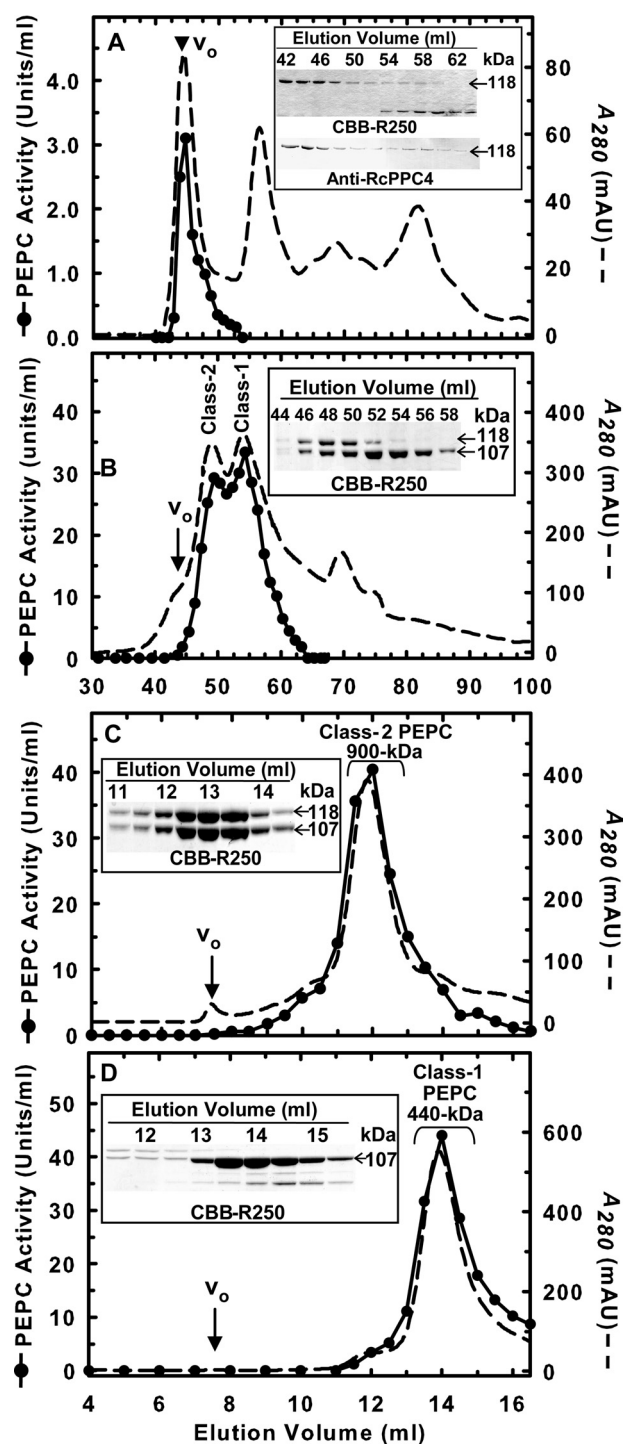 A
V₀
Elution Volume (ml)
42 46 50 54 58 62 kDa
118
CBB-R250
118
Anti-RcPPC4
PEPC Activity (Units/ml)
4.0
3.0
2.0
1.0
0.0
80
60
40
20
0
A280 (mAU)
B
Class-2
Class-1
V₀
Elution Volume (ml)
44 46 48 50 52 54 56 58 kDa
118
107
CBB-R250
PEPC Activity (units/ml)
40
30
20
10
0
400
300
200
100
0
A280 (mAU)
30 40 50 60 70 80 90 100
C
Class-2 PEPC
900-kDa
Elution Volume (ml)
11 12 13 14 kDa
118
107
CBB-R250
V₀
PEPC Activity (Units/ml)
40
30
20
10
0
400
300
200
100
0
A280 (mAU)
D
Class-1
PEPC
440-kDa
Elution Volume (ml)
12 13 14 15 kDa
107
CBB-R250
V₀
PEPC Activity (Units/ml)
50
40
30
20
10
0
600
400
200
0
A280 (mAU)
4 6 8 10 12 14 16
Elution Volume (ml)